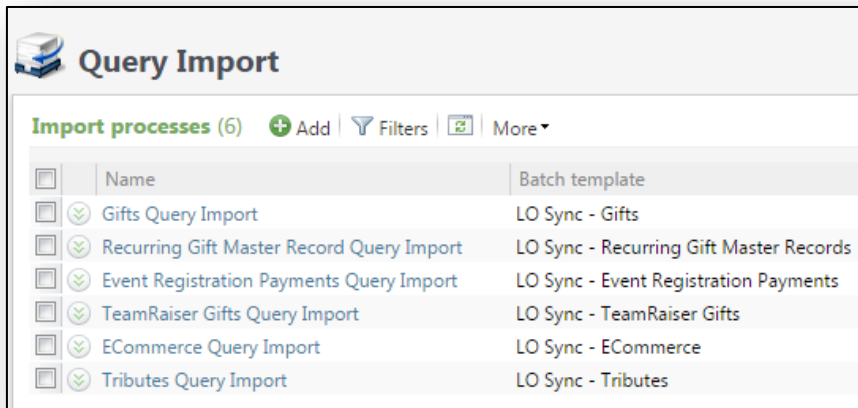 Query Import
Import processes (6) Add Filters More
Name Batch template
Gifts Query Import LO Sync - Gifts
Recurring Gift Master Record Query Import LO Sync - Recurring Gift Master Records
Event Registration Payments Query Import LO Sync - Event Registration Payments
TeamRaiser Gifts Query Import LO Sync - TeamRaiser Gifts
ECommerce Query Import LO Sync - ECommerce
Tributes Query Import LO Sync - Tributes